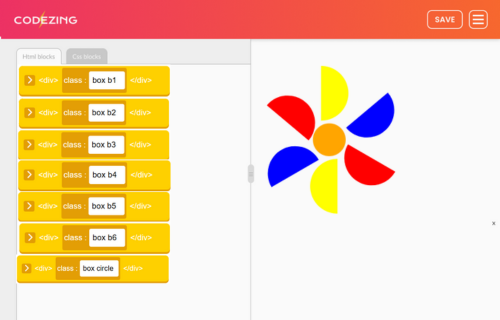 CODEZING
SAVE
Html blocks Css blocks
<div> class : box b1 </div>
<div> class : box b2 </div>
<div> class : box b3 </div>
<div> class : box b4 </div>
<div> class : box b5 </div>
<div> class : box b6 </div>
<div> class : box circle </div>
x